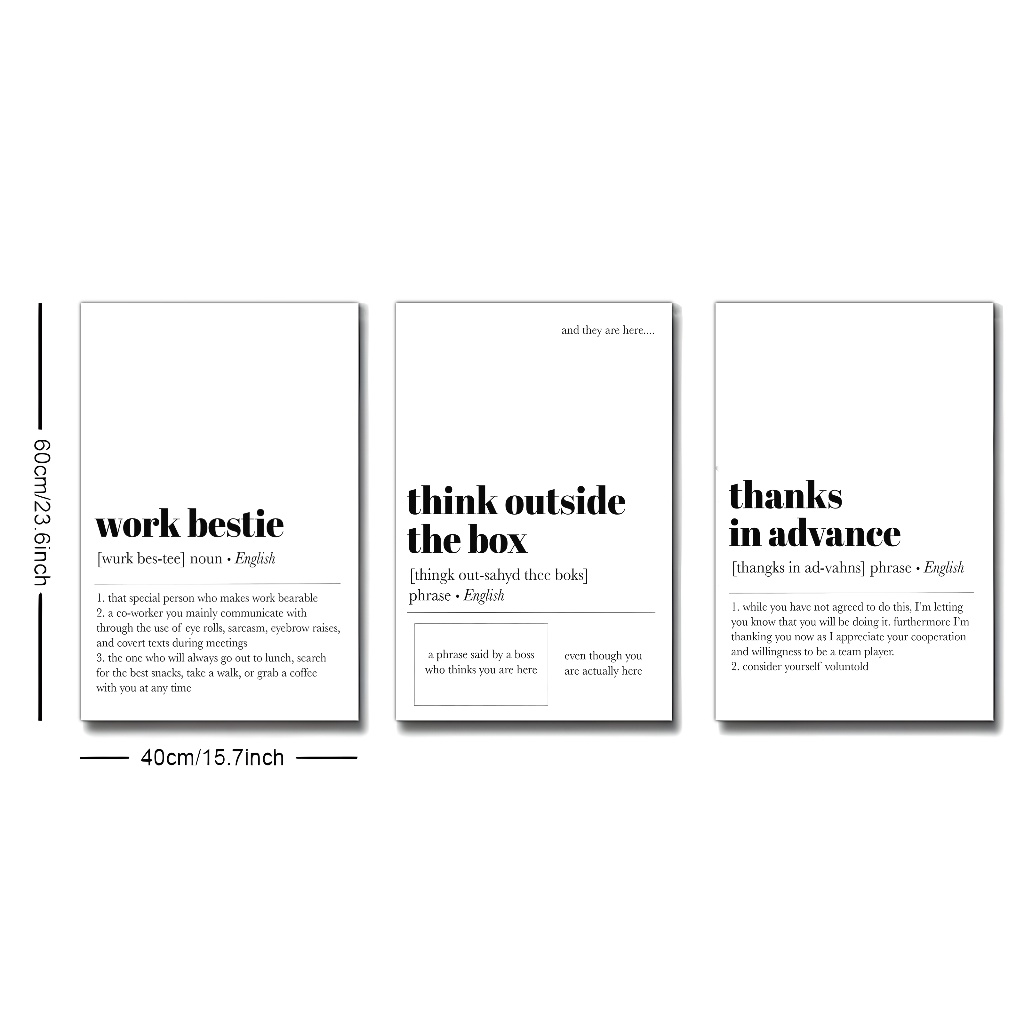 60cm/23.6inch
work bestie
[wurk bes-tee] noun • English
1. that special person who makes work bearable
2. a co-worker you mainly communicate with
through the use of eye rolls, sarcasm, eyebrow raises,
and covert texts during meetings
3. the one who will always go out to lunch, search
for the best snacks, take a walk, or grab a coffee
with you at any time
40cm/15.7inch
and they are here....
think outside
the box
[thingk out-sahyd thee boks]
phrase • English
a phrase said by a boss
who thinks you are here
even though you
are actually here
thanks
in advance
[thangks in ad-vahns] phrase • English
1. while you have not agreed to do this, I'm letting
you know that you will be doing it. furthermore I'm
thanking you now as I appreciate your cooperation
and willingness to be a team player.
2. consider yourself voluntold